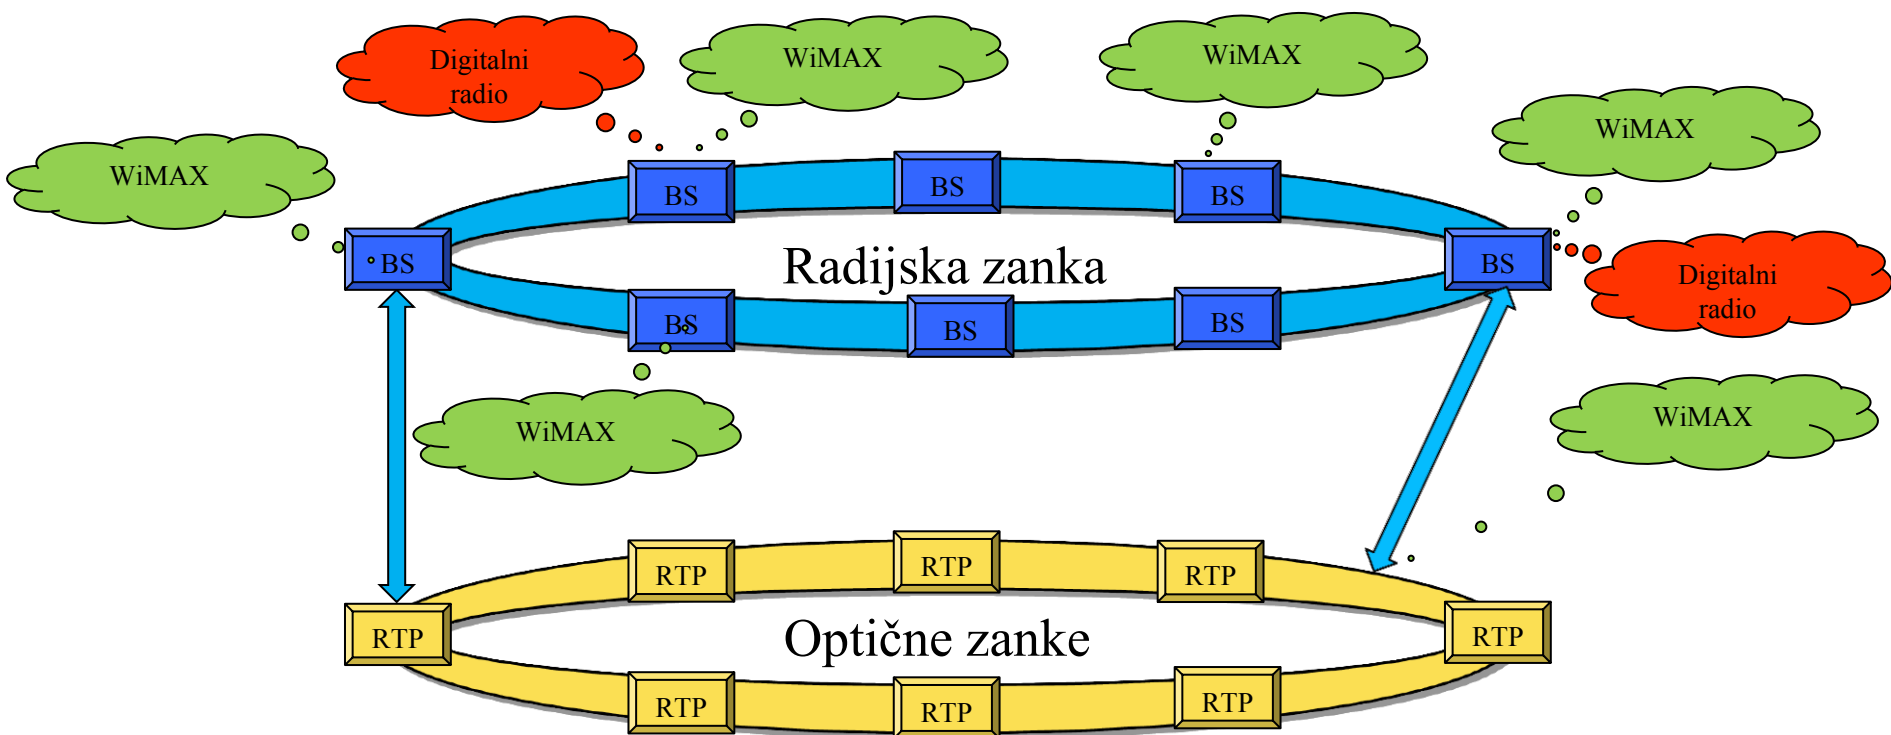 Digitalni
radio
WiMAX
WiMAX
WiMAX
WiMAX
BS
BS
BS
BS
BS
Radijska zanka
Digitalni
radio
BS
BS
BS
WiMAX
WiMAX
RTP
RTP
RTP
RTP
Optične zanke
RTP
RTP
RTP
RTP